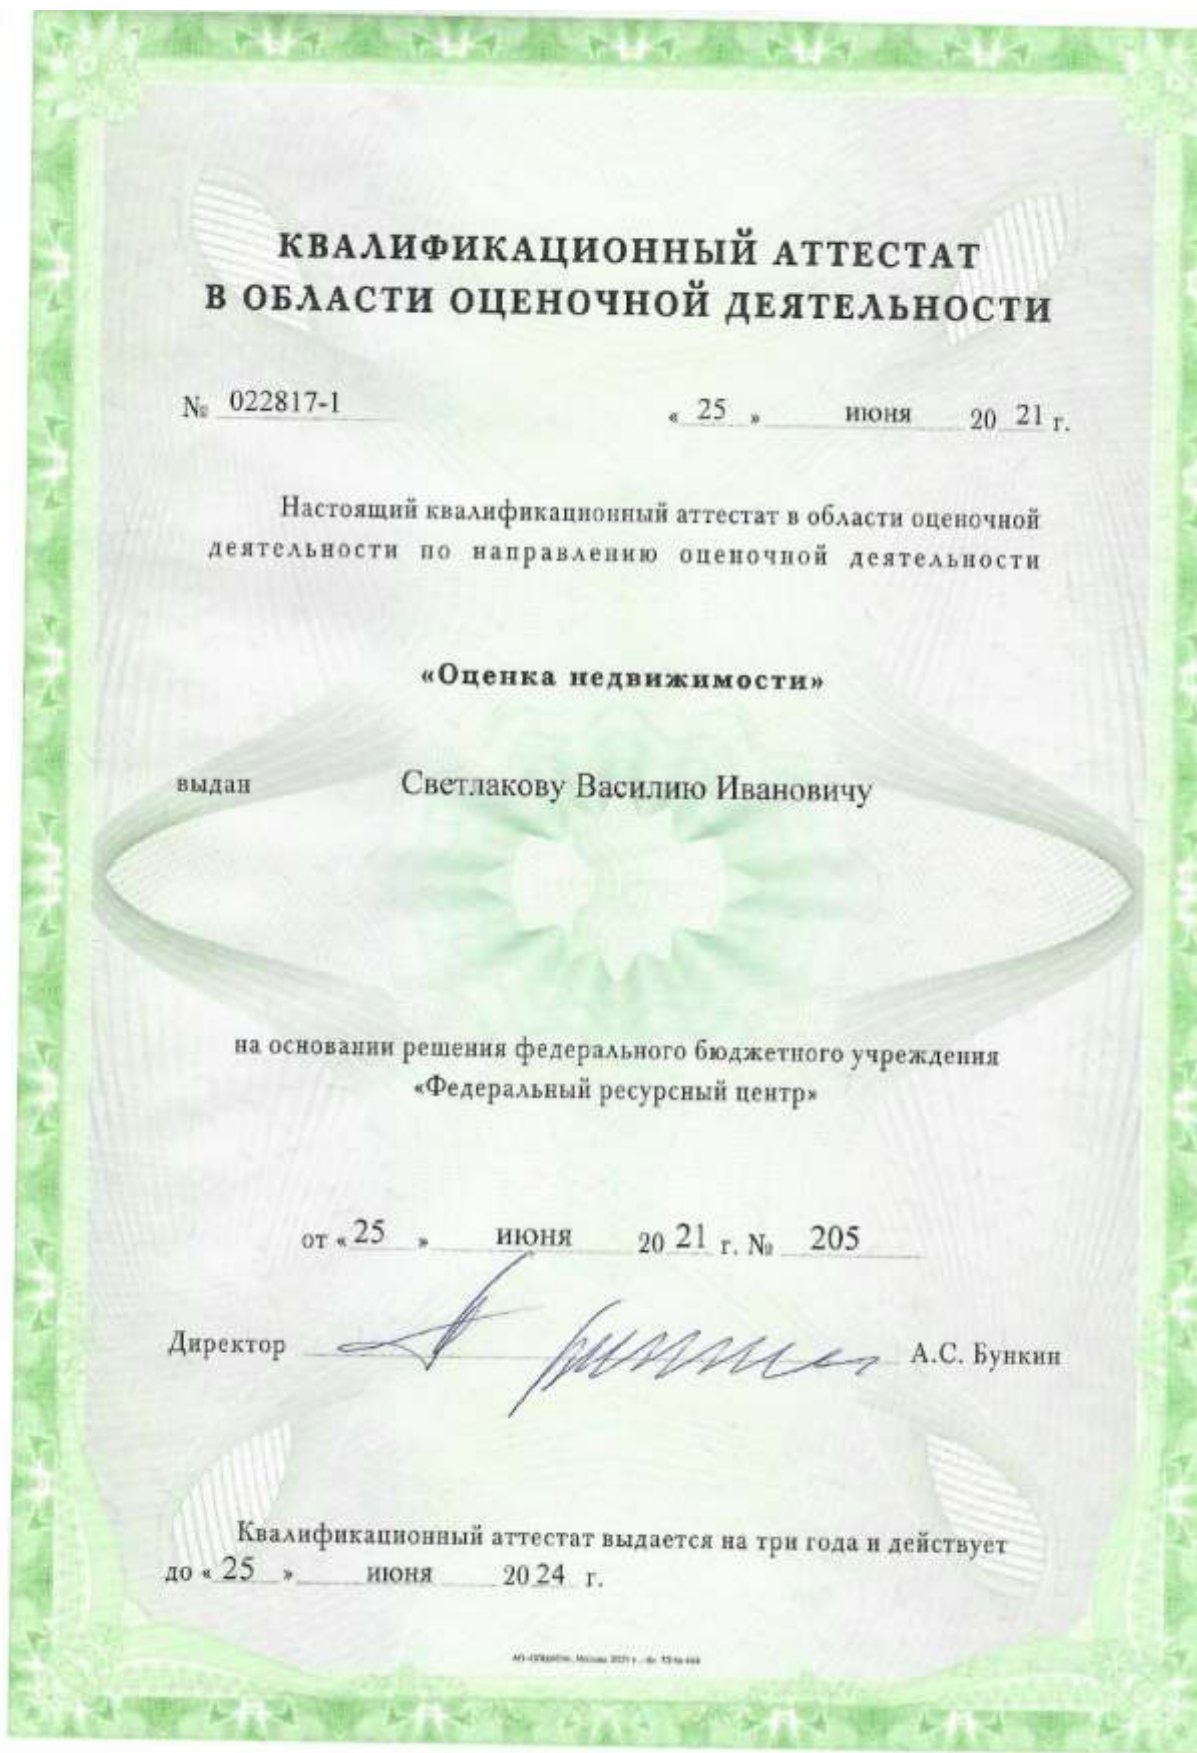 КВАЛИФИКАЦИОННЫЙ АТТЕСТАТ
В ОБЛАСТИ ОЦЕНОЧНОЙ ДЕЯТЕЛЬНОСТИ
№ 022817-1 « 25 » июня 20 21 г.
Настоящий квалификационный аттестат в области оценочной
деятельности по направлению оценочной деятельности
«Оценка недвижимости»
выдан Светлакову Василию Ивановичу
на основании решения федерального бюджетного учреждения
«Федеральный ресурсный центр»
от « 25 » июня 20 21 г. № 205
Директор А.С. Бункин
Квалификационный аттестат выдается на три года и действует
до « 25 » июня 20 24 г.
Москва 2021 г.